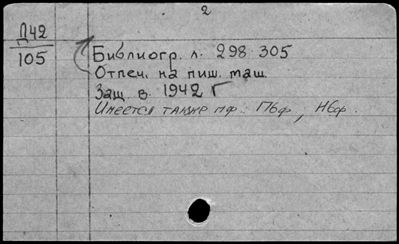 2
Д42
105
Библиогр. л. 298-305
Отпеч. на пиш. маш.
Защ. в. 1942 г
Имеется также пф. П6ф, Н6ф.